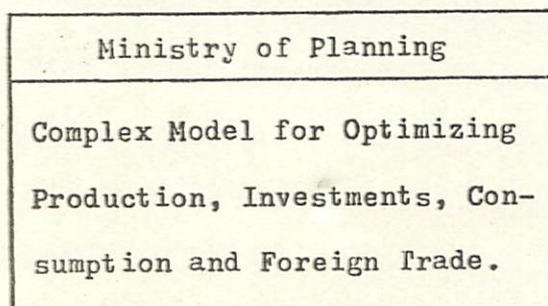 Ministry of Planning
Complex Model for Optimizing
Production, Investments, Con-
sumption and Foreign Trade.